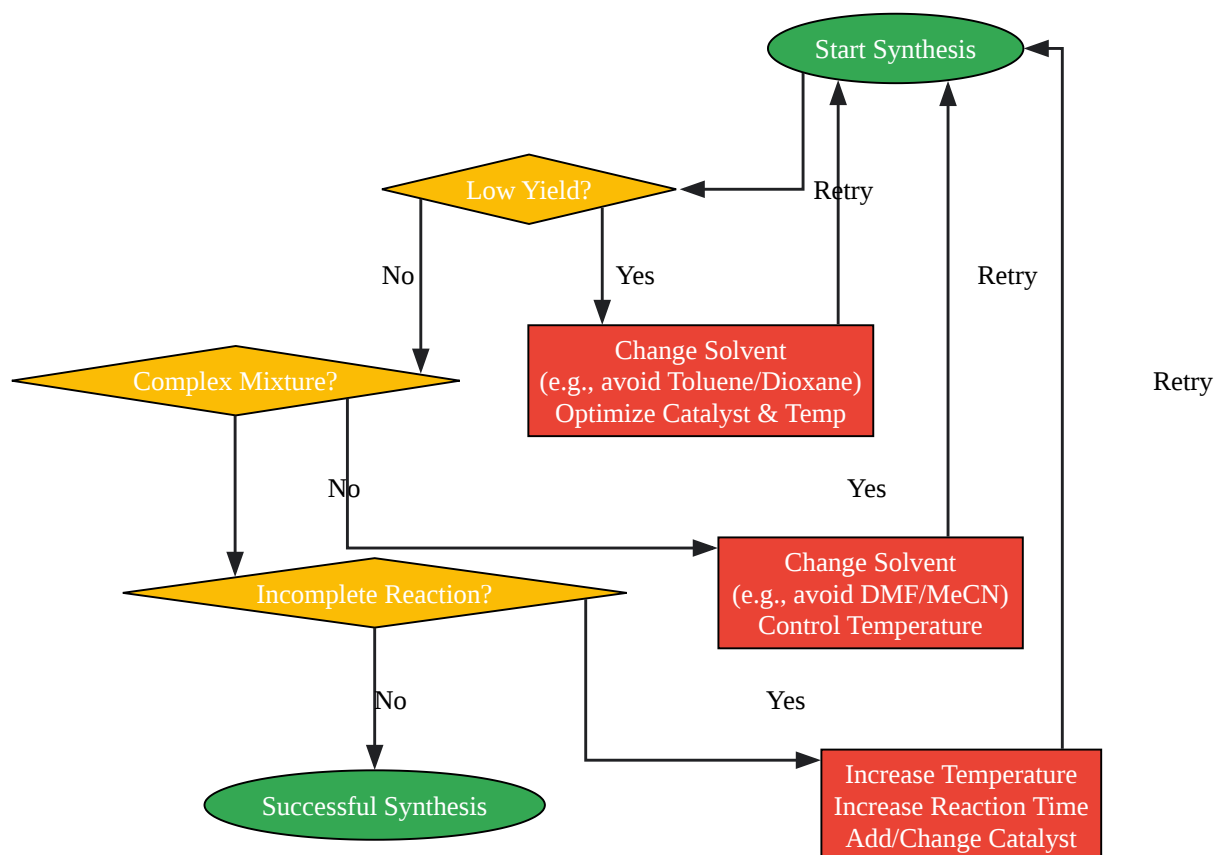 Start Synthesis
Low Yield?
Retry
No
Yes
Retry
Change Solvent
(e.g., avoid Toluene/Dioxane)
Optimize Catalyst & Temp
Complex Mixture?
Retry
No
Yes
Change Solvent
(e.g., avoid DMF/MeCN)
Control Temperature
Incomplete Reaction?
No
Yes
Increase Temperature
Increase Reaction Time
Add/Change Catalyst
Successful Synthesis